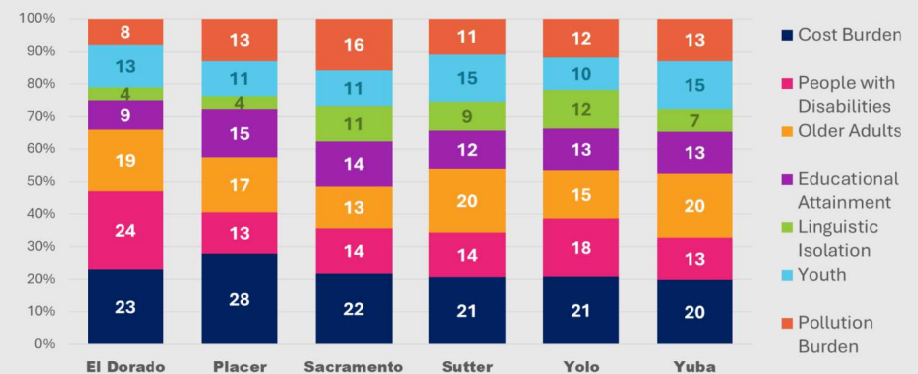 100%
90%
80%
70%
60%
50%
40%
30%
20%
10%
0%
8 13 16 11 12 13
13 11 11 15 10 15
4 4 11 9 12 7
9 15 14 12 13 13
19 17 13 20 15 20
24 13 14 14 18 13
23 28 22 21 21 20
El Dorado Placer Sacramento Sutter Yolo Yuba
Cost Burden
People with
Disabilities
Older Adults
Educational
Attainment
Linguistic
Isolation
Youth
Pollution
Burden